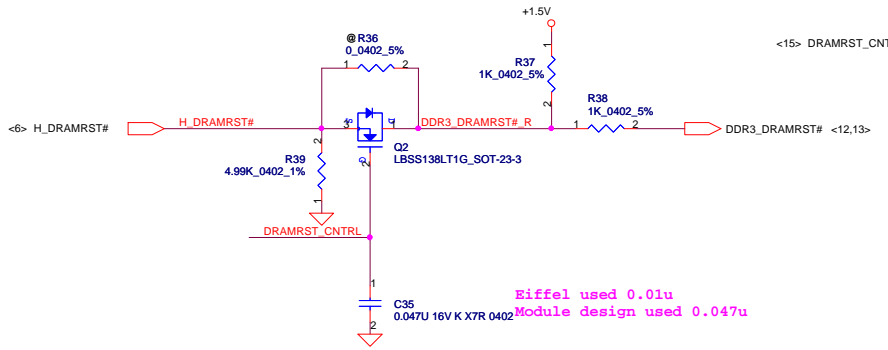 +1.5V
<15> DRAMRST_CNT
@ R36
0_0402_5%
1 2
R37
1K_0402_5%
1
2
R38
1K_0402_5%
1 2
<6> H_DRAMRST#
H_DRAMRST#
3 1
DDR3_DRAMRST#_R
DDR3_DRAMRST# <12,13>
Q2
LBSS138LT1G_SOT-23-3
2
R39
4.99K_0402_1%
2
1
DRAMRST_CNTRL
1
C35
0.047U 16V K X7R 0402
2
Eiffel used 0.01u
Module design used 0.047u